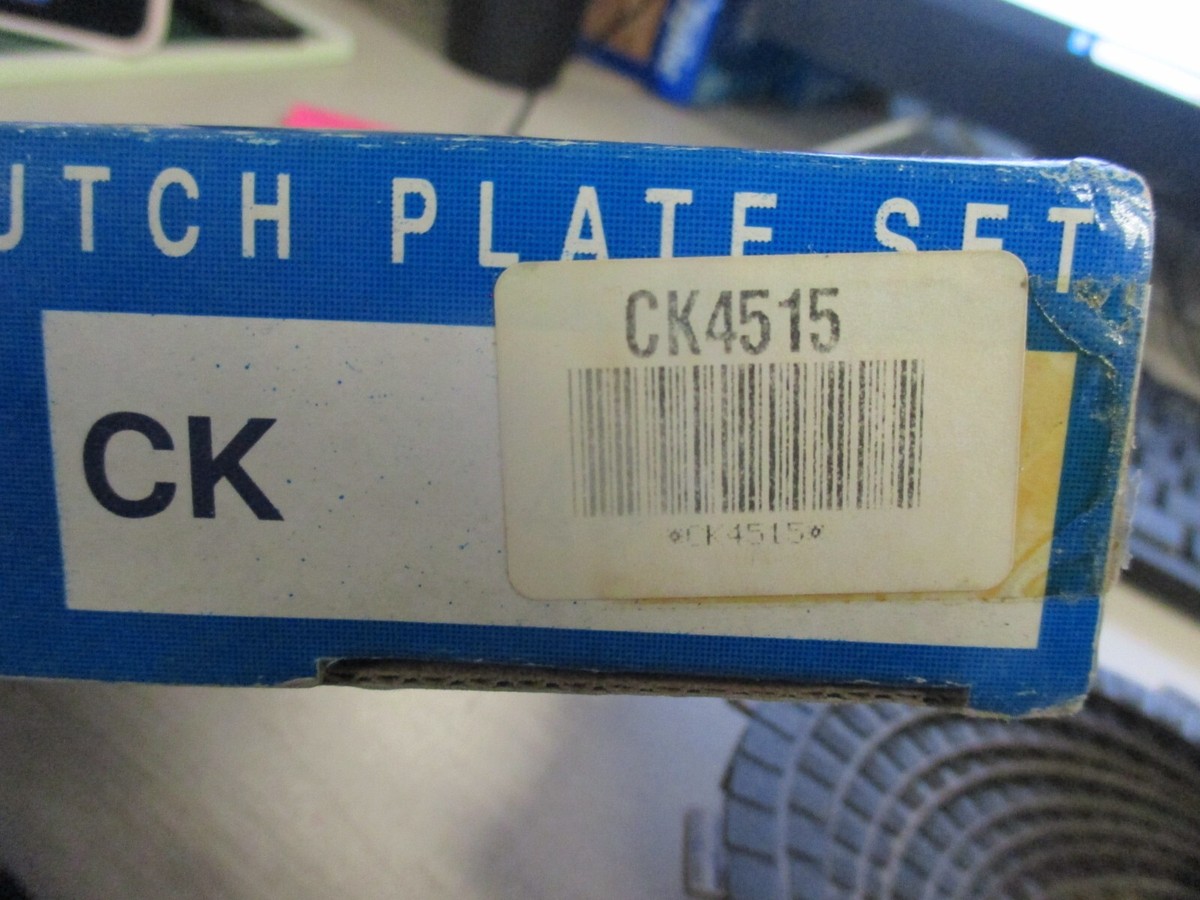 UTCH PLATE SET
CK4515
CK
*CK4515*